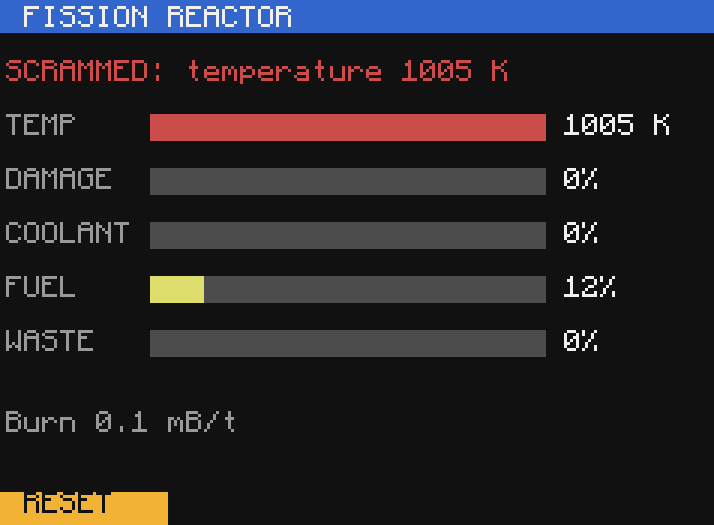 FISSION REACTOR
SCRAMMED: temperature 1005 K
TEMP 1005 K
DAMAGE 0%
COOLANT 0%
FUEL 12%
WASTE 0%
Burn 0.1 mB/t
RESET